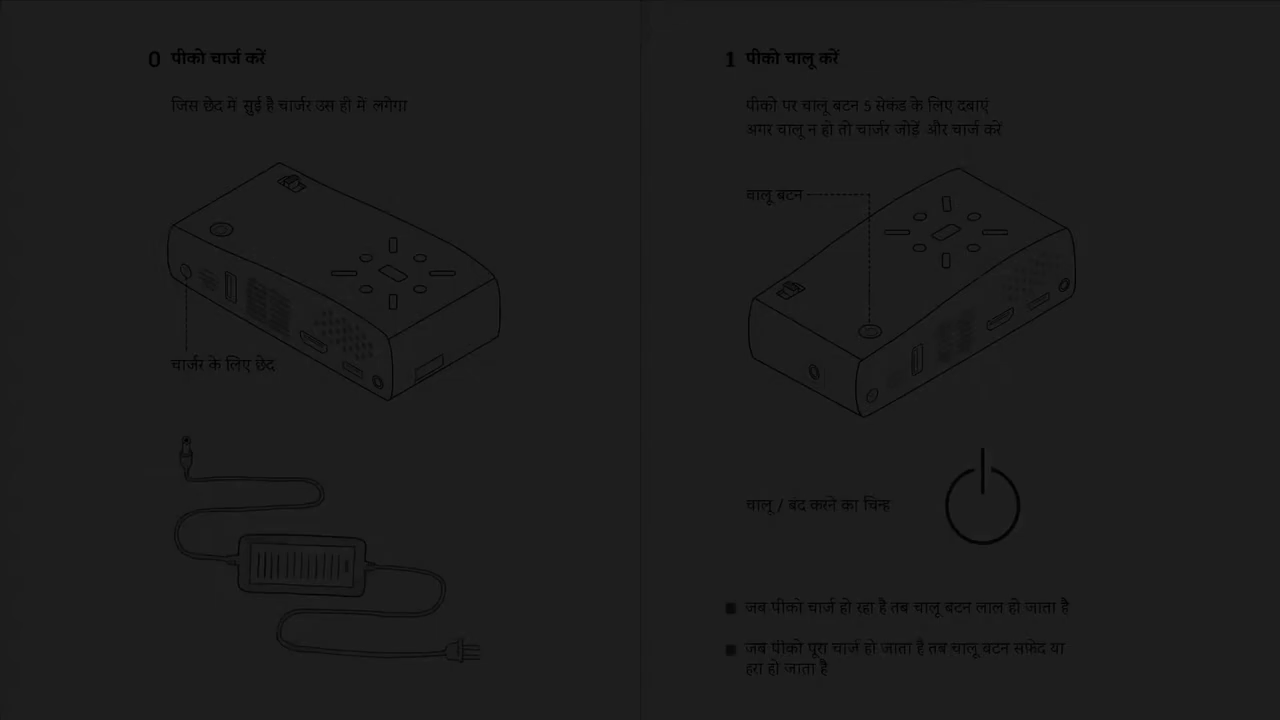 0 पीको चार्ज करें
जिस छेद में सुई है चार्जर उस ही में लगेगा
चार्जर के लिए छेद
1 पीको चालू करें
पीको पर चालू बटन 5 सेकंड के लिए दबाएं
अगर चालू न हो तो चार्जर जोड़ें और चार्ज करें
चालू बटन
चालू / बंद करने का चिन्ह
जब पीको चार्ज हो रहा है तब चालू बटन लाल हो जाता है
जब पीको पूरा चार्ज हो जाता है तब चालू बटन सफ़ेद या
हरा हो जाता है